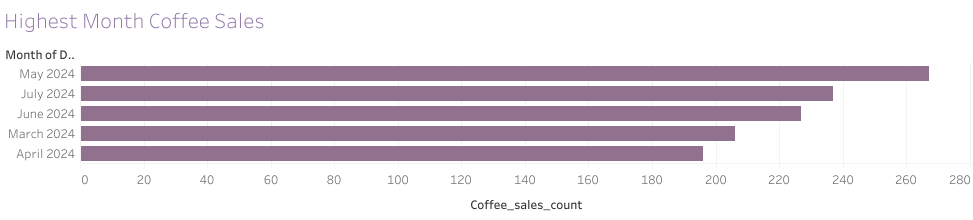 Highest Month Coffee Sales
Month of D..
May 2024
July 2024
June 2024
March 2024
April 2024
0 20 40 60 80 100 120 140 160 180 200 220 240 260 280
Coffee_sales_count